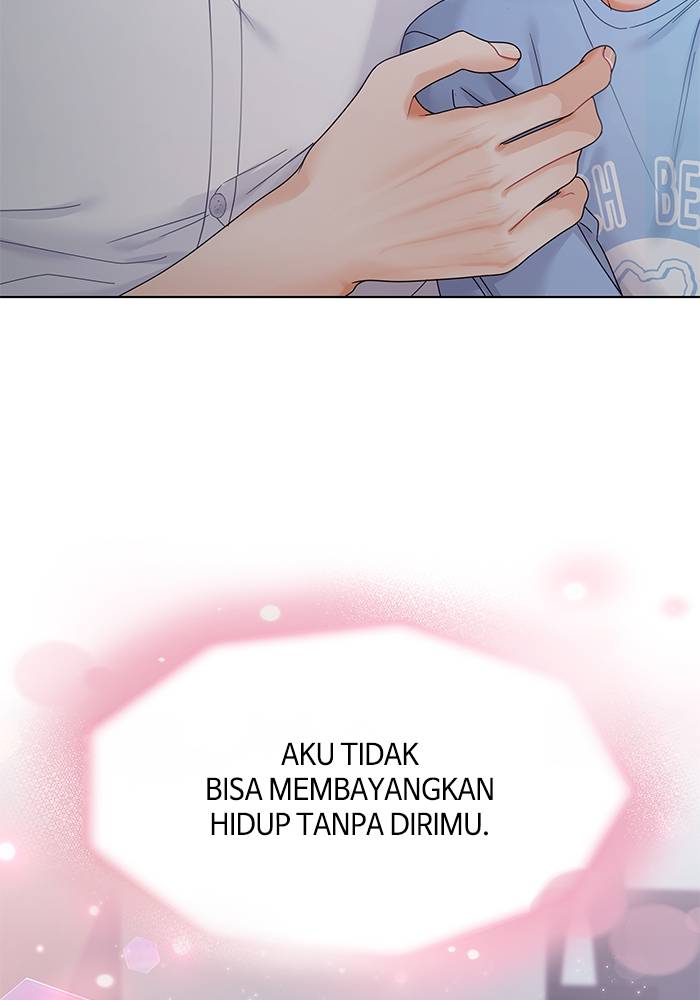 H BE
AKU TIDAK
BISA MEMBAYANGKAN
HIDUP TANPA DIRIMU.